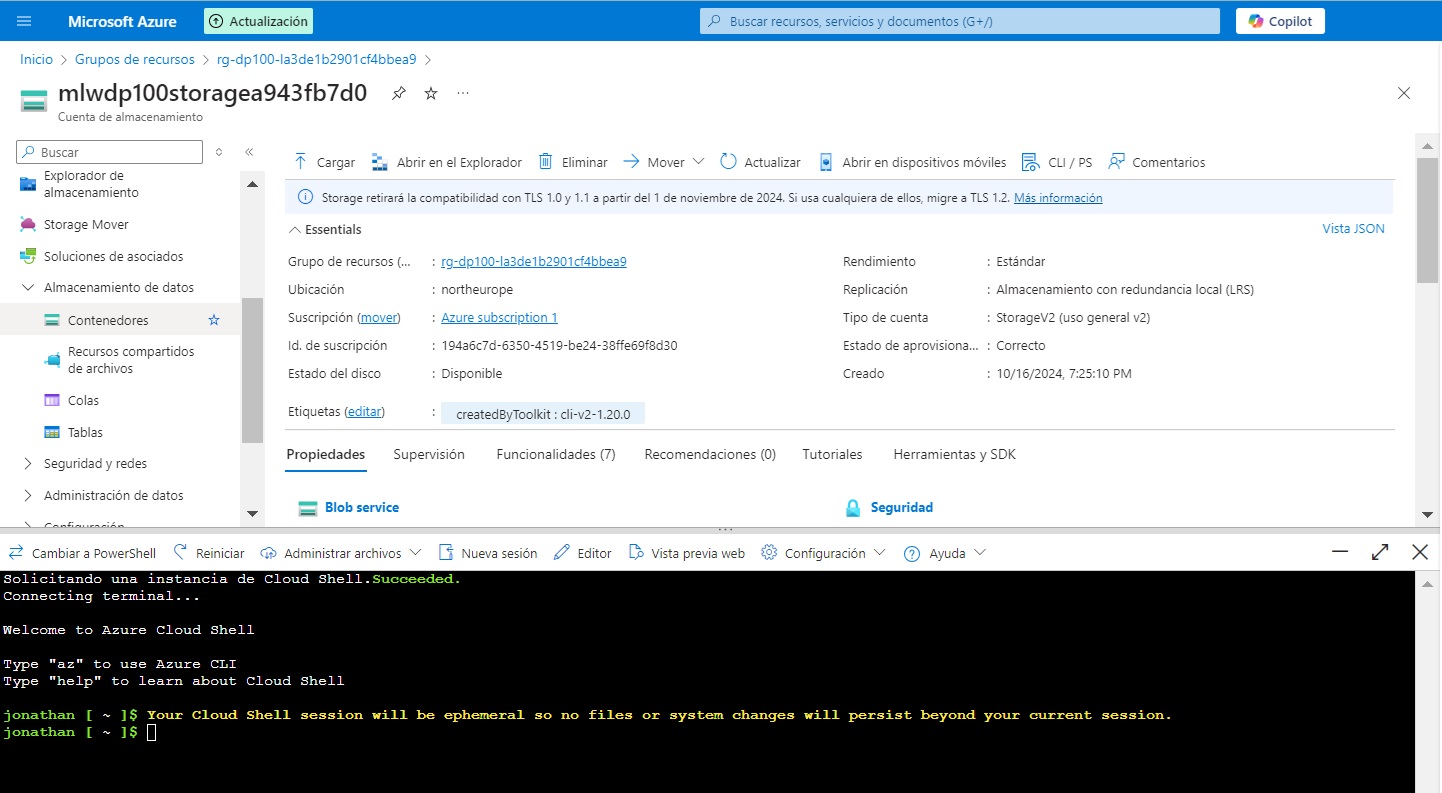 Microsoft Azure
Actualización
Buscar recursos, servicios y documentos (G+/)
Copilot
Inicio > Grupos de recursos > rg-dp100-la3de1b2901cf4bbea9 >
mlwdp100storagea943fb7d0
Cuenta de almacenamiento
Buscar
Explorador de
almacenamiento
Storage Mover
Soluciones de asociados
Almacenamiento de datos
Contenedores
Recursos compartidos
de archivos
Colas
Tablas
Seguridad y redes
Administración de datos
Configuración
Cargar
Abrir en el Explorador
Eliminar
Mover
Actualizar
Abrir en dispositivos móviles
CLI / PS
Comentarios
Storage retirará la compatibilidad con TLS 1.0 y 1.1 a partir del 1 de noviembre de 2024. Si usa cualquiera de ellos, migre a TLS 1.2. Más información
Essentials
Vista JSON
Grupo de recursos (... : rg-dp100-la3de1b2901cf4bbea9
Ubicación : northeurope
Suscripción (mover) : Azure subscription 1
Id. de suscripción : 194a6c7d-6350-4519-be24-38ffe69f8d30
Estado del disco : Disponible
Rendimiento : Estándar
Replicación : Almacenamiento con redundancia local (LRS)
Tipo de cuenta : StorageV2 (uso general v2)
Estado de aprovisiona... : Correcto
Creado : 10/16/2024, 7:25:10 PM
Etiquetas (editar) : createdByToolkit : cli-v2-1.20.0
Propiedades
Supervisión
Funcionalidades (7)
Recomendaciones (0)
Tutoriales
Herramientas y SDK
Blob service
Seguridad
Cambiar a PowerShell
Reiniciar
Administrar archivos
Nueva sesión
Editor
Vista previa web
Configuración
Ayuda
Solicitando una instancia de Cloud Shell.Succeeded.
Connecting terminal...
Welcome to Azure Cloud Shell
Type "az" to use Azure CLI
Type "help" to learn about Cloud Shell
jonathan [ ~ ]$ Your Cloud Shell session will be ephemeral so no files or system changes will persist beyond your current session.
jonathan [ ~ ]$